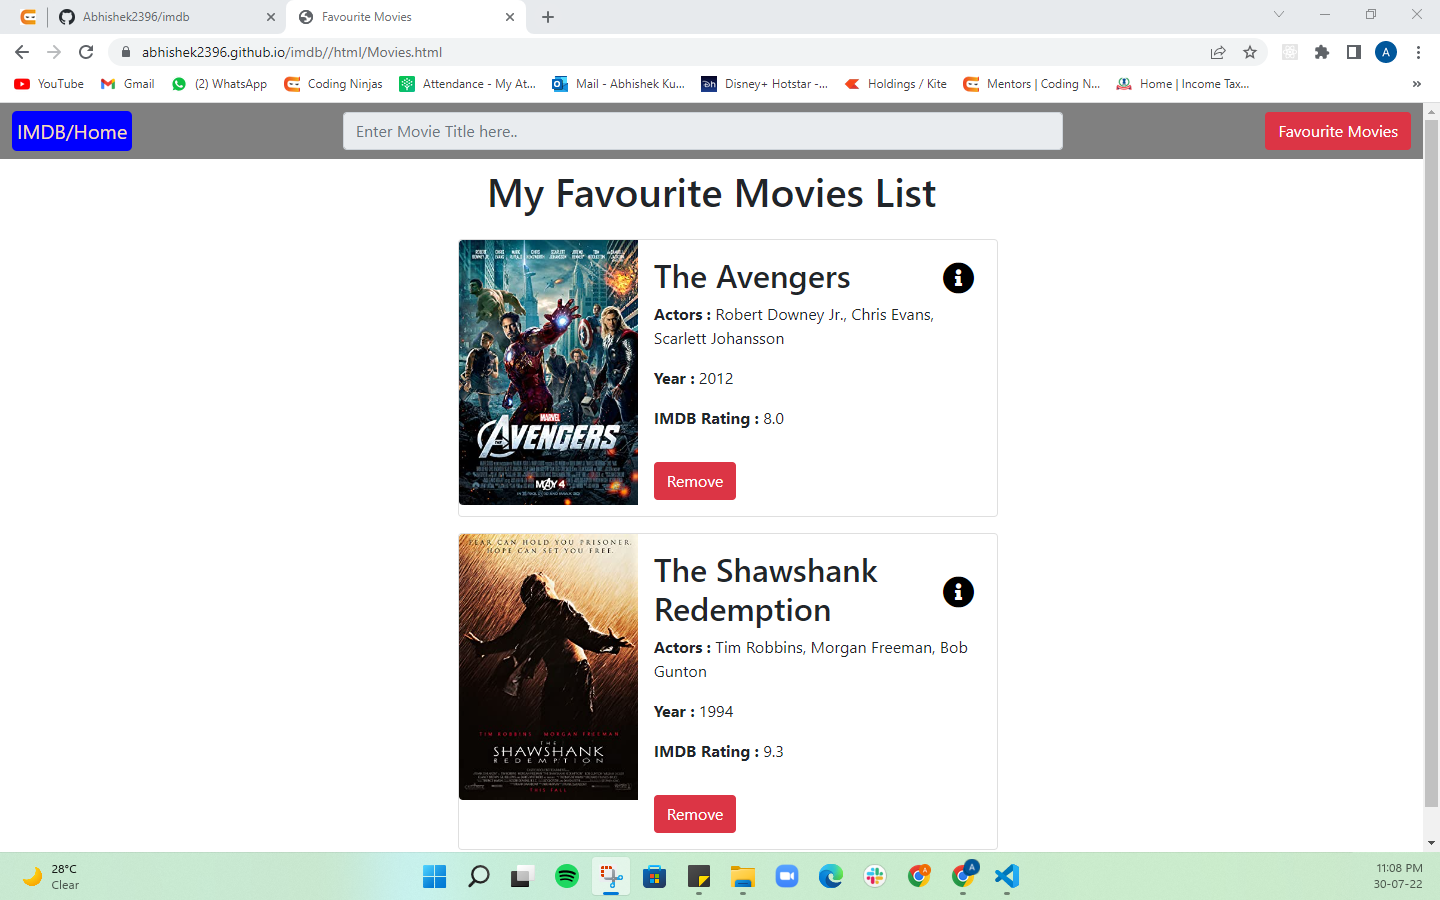 Abhishek2396/imdb
Favourite Movies
abhishek2396.github.io/imdb//html/Movies.html
A
YouTube
Gmail
(2) WhatsApp
Coding Ninjas
Attendance - My At...
Mail - Abhishek Ku...
Disney+ Hotstar -...
Holdings / Kite
Mentors | Coding N...
Home | Income Tax...
»
IMDB/Home
Enter Movie Title here..
Favourite Movies
My Favourite Movies List
MARVEL
THE AVENGERS
MAY 4
The Avengers
Actors : Robert Downey Jr., Chris Evans,
Scarlett Johansson
Year : 2012
IMDB Rating : 8.0
Remove
FEAR CAN HOLD YOU PRISONER.
HOPE CAN SET YOU FREE.
TIM ROBBINS MORGAN FREEMAN
THE
SHAWSHANK
REDEMPTION
THIS FALL
The Shawshank
Redemption
Actors : Tim Robbins, Morgan Freeman, Bob
Gunton
Year : 1994
IMDB Rating : 9.3
Remove
28°C
Clear
A
A
11:08 PM
30-07-22